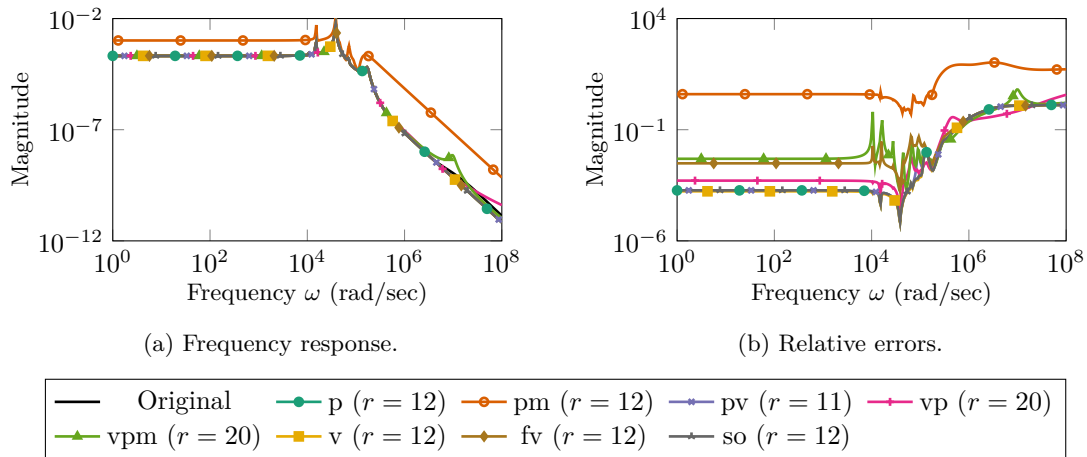 10^−2
10^−7
10^−12
Magnitude
10^0 10^2 10^4 10^6 10^8
Frequency ω (rad/sec)
(a) Frequency response.
10^4
10^−1
10^−6
Magnitude
10^0 10^2 10^4 10^6 10^8
Frequency ω (rad/sec)
(b) Relative errors.
Original p (r = 12) pm (r = 12) pv (r = 11) vp (r = 20)
vpm (r = 20) v (r = 12) fv (r = 12) so (r = 12)